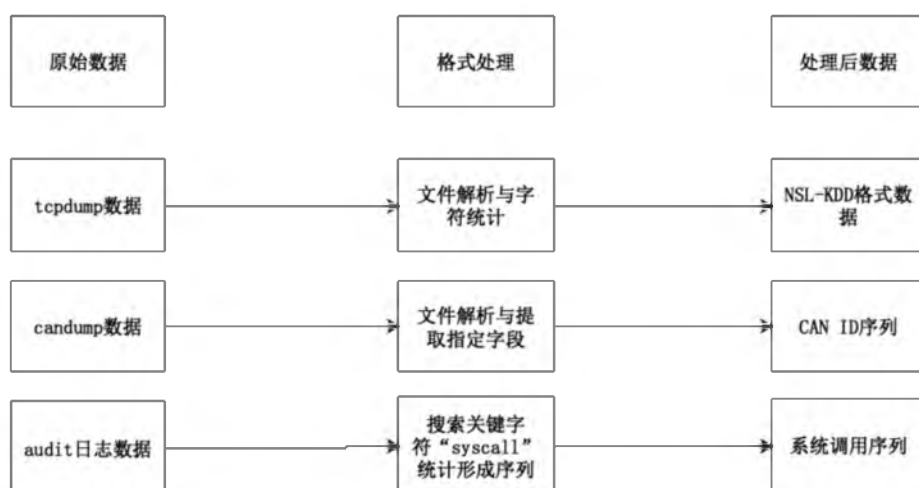 原始数据
格式处理
处理后数据
tcpdump数据
文件解析与字
符统计
NSL-KDD格式数
据
candump数据
文件解析与提
取指定字段
CAN ID序列
audit日志数据
搜索关键字
符“syscall”
统计形成序列
系统调用序列